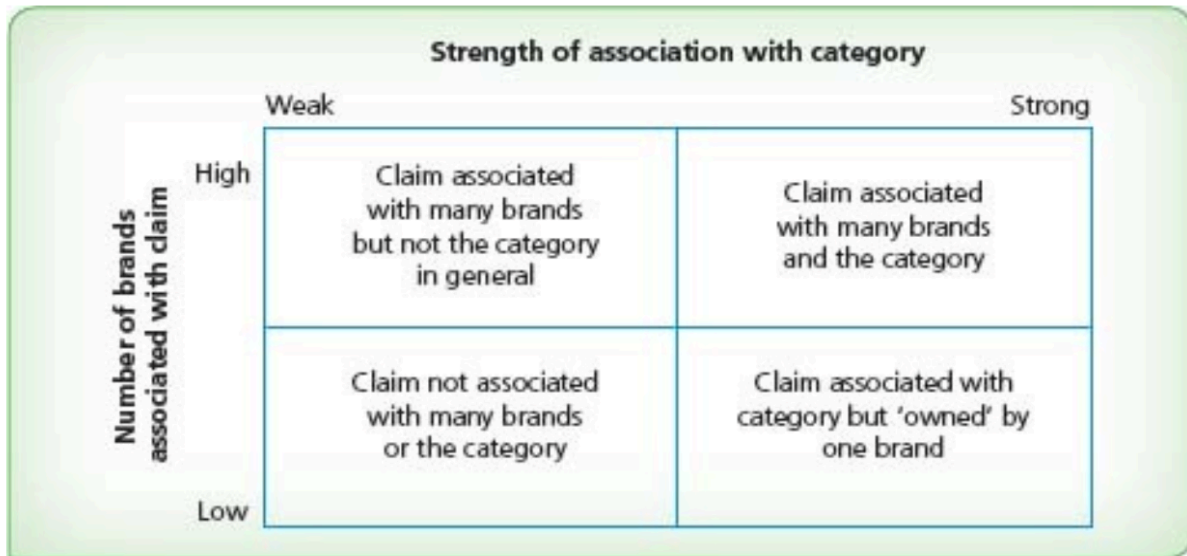 Strength of association with category
Weak
Strong
Number of brands
associated with claim
High
Claim associated
with many brands
but not the category
in general
Claim associated
with many brands
and the category
Claim not associated
with many brands
or the category
Claim associated with
category but ‘owned’ by
one brand
Low